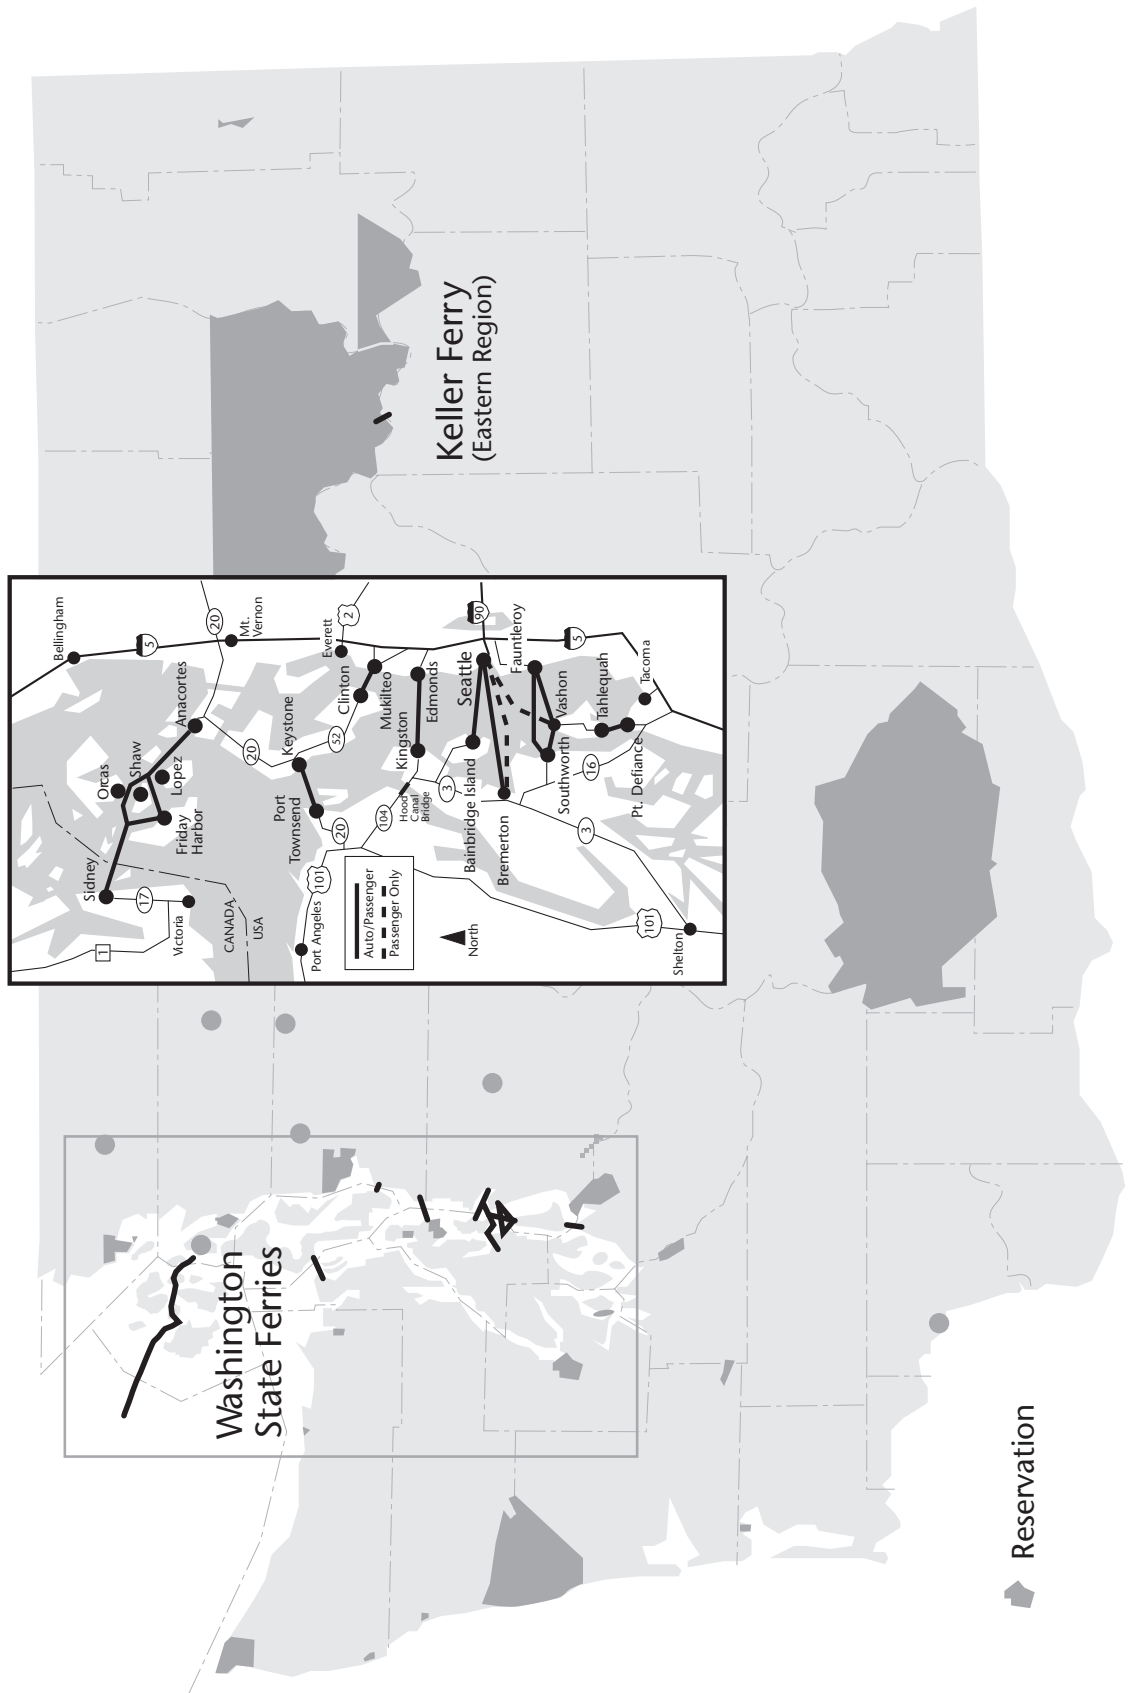 Washington
State Ferries
Keller Ferry
(Eastern Region)
Reservation
Sidney
17
1
Victoria
CANADA
USA
Orcas
Shaw
Lopez
Friday
Harbor
Anacortes
Bellingham
5
20
Mt.
Vernon
20
Keystone
Port
Townsend
20
101
Port Angeles
Everett
2
Clinton
52
Mukilteo
Kingston
Edmonds
104
Hood
Canal
Bridge
3
Auto/Passenger
Passenger Only
North
Seattle
90
Bainbridge Island
Bremerton
Fauntleroy
5
Vashon
Southworth
Tahlequah
16
Pt. Defiance
Tacoma
3
101
Shelton